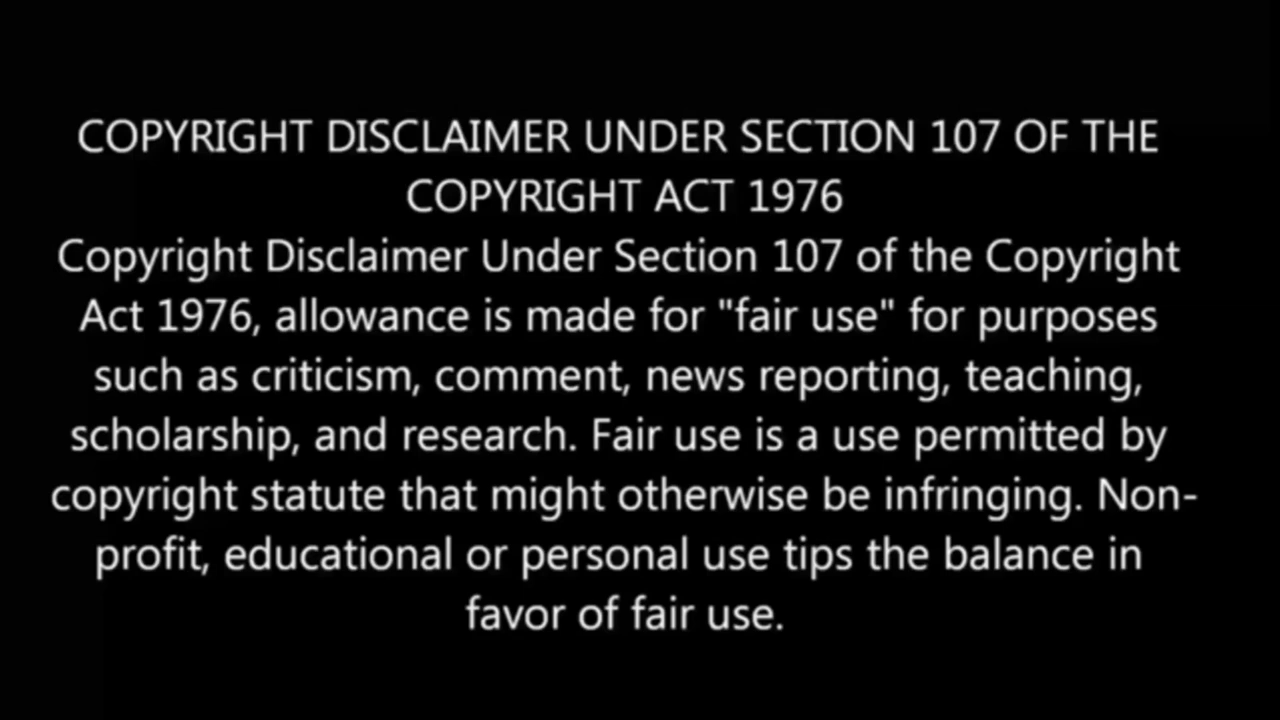 COPYRIGHT DISCLAIMER UNDER SECTION 107 OF THE
COPYRIGHT ACT 1976
Copyright Disclaimer Under Section 107 of the Copyright
Act 1976, allowance is made for "fair use" for purposes
such as criticism, comment, news reporting, teaching,
scholarship, and research. Fair use is a use permitted by
copyright statute that might otherwise be infringing. Non-
profit, educational or personal use tips the balance in
favor of fair use.